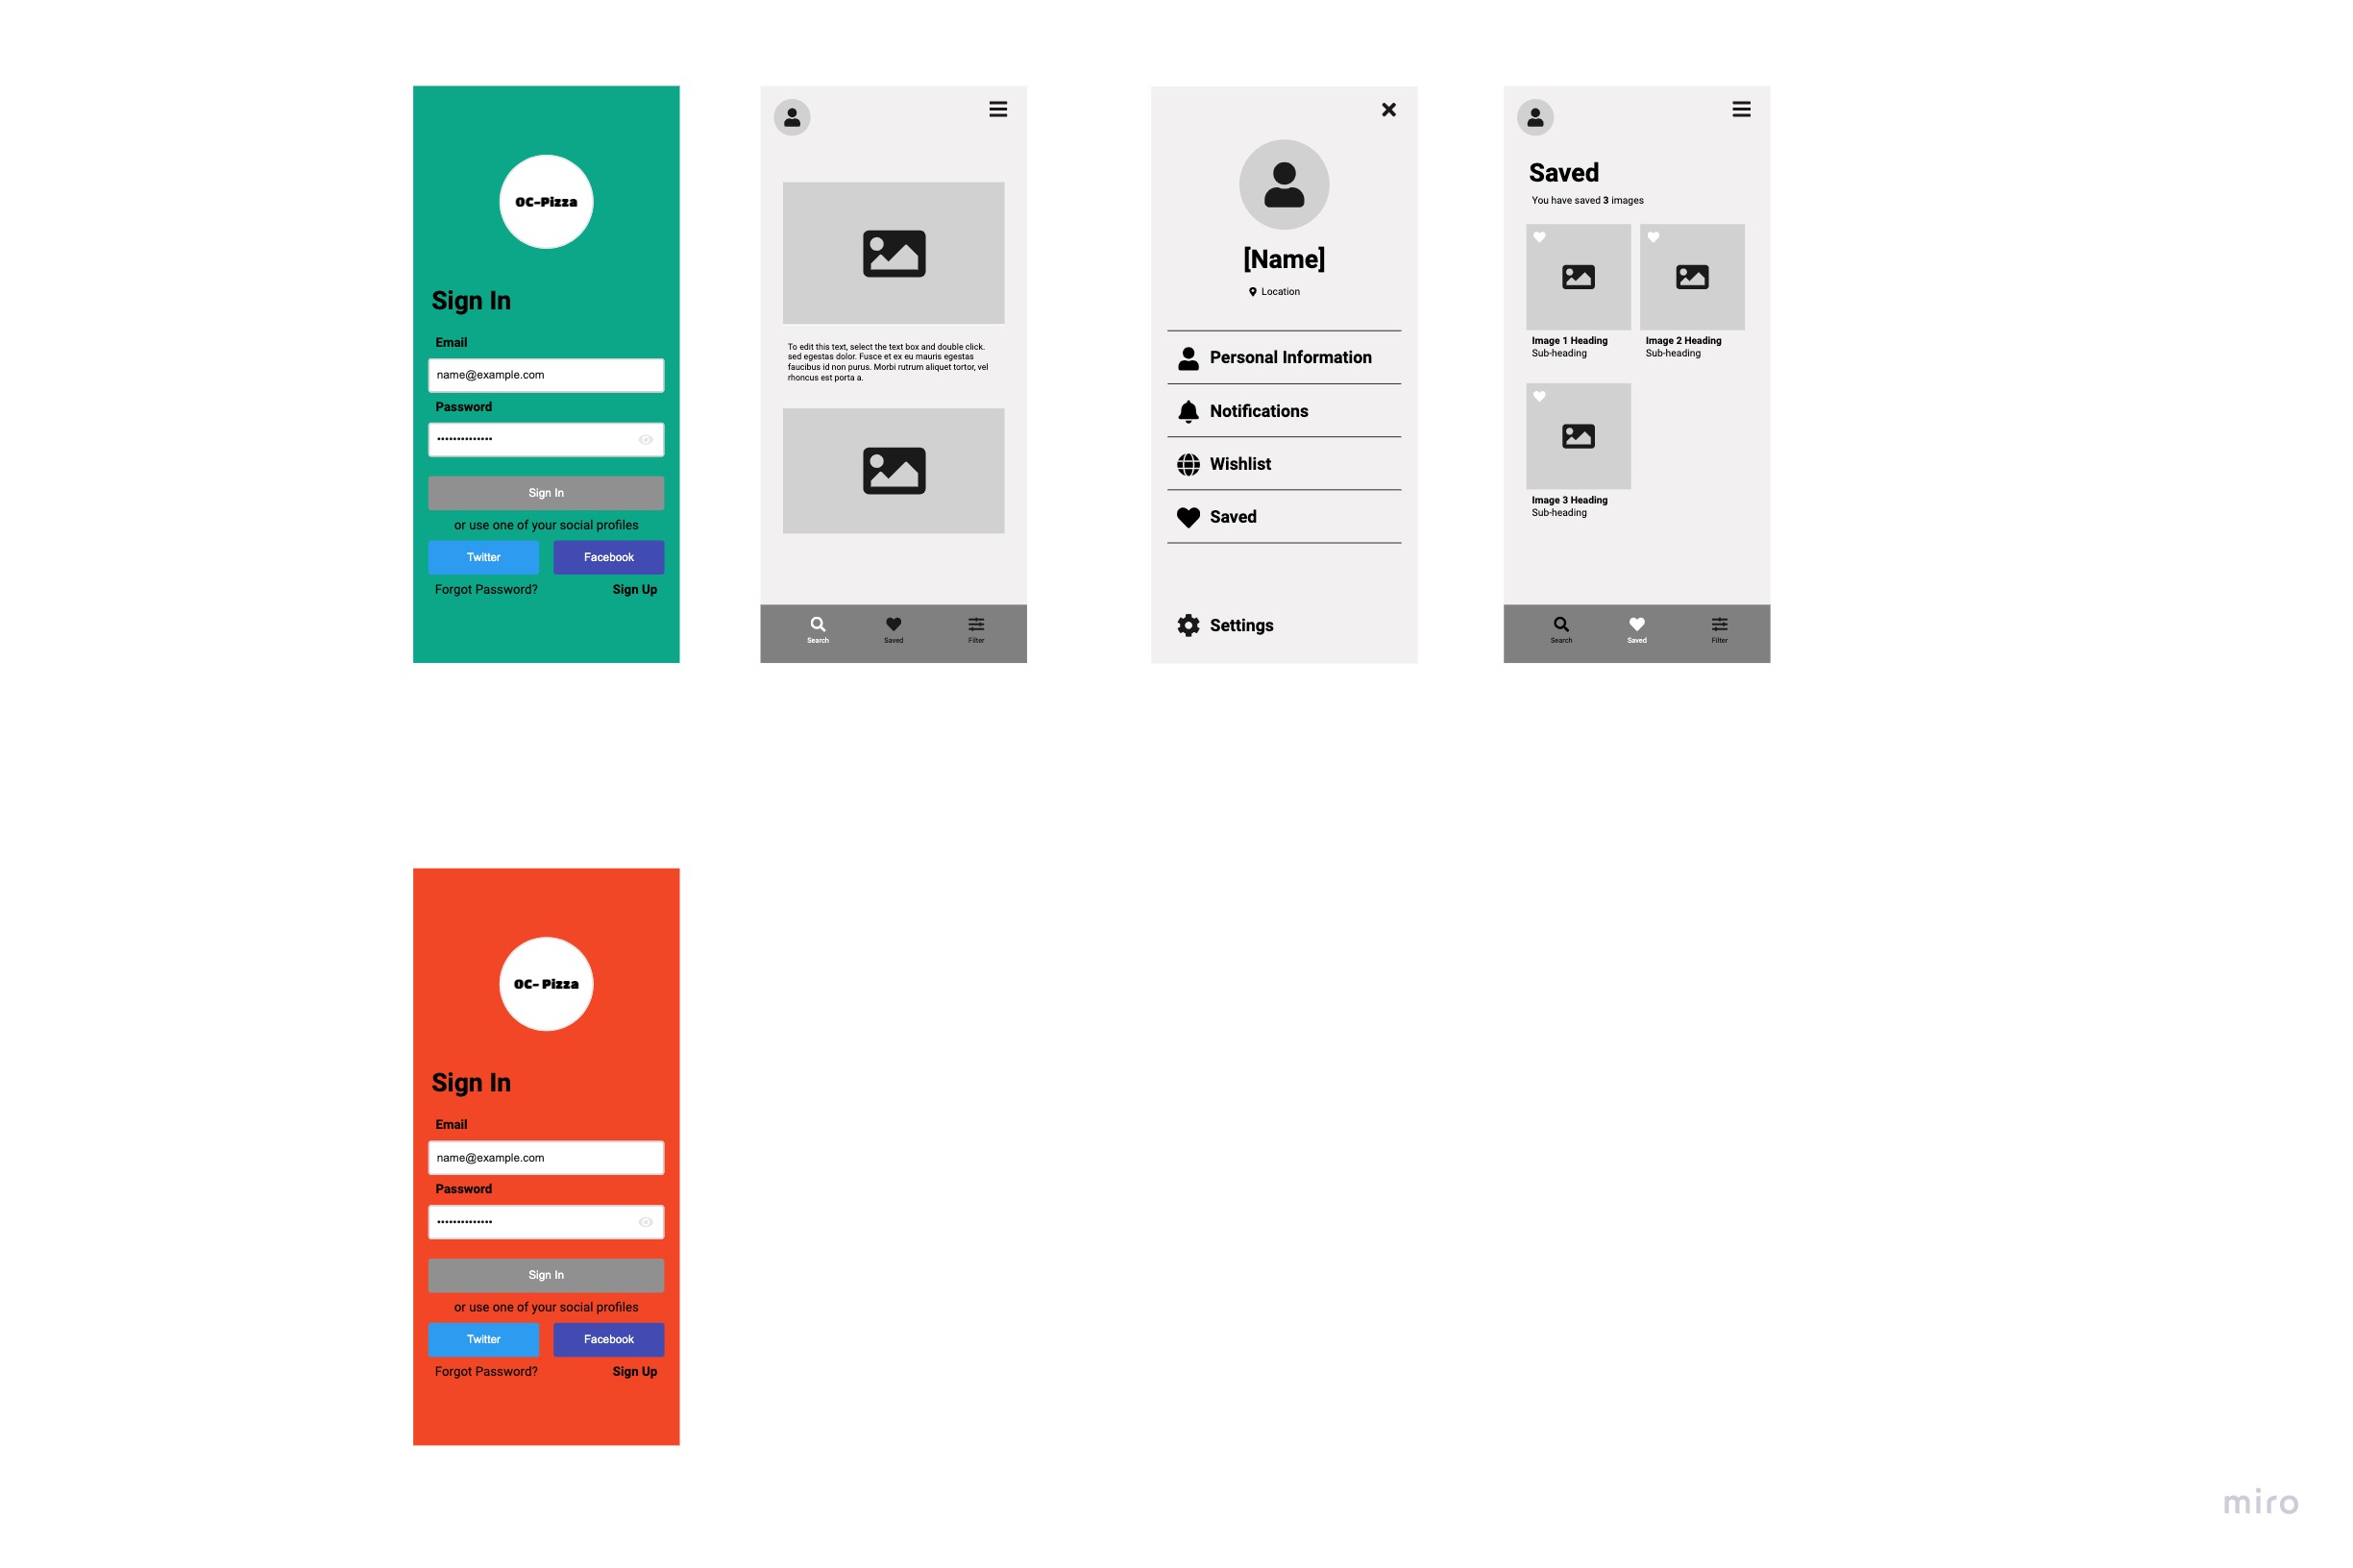 OC-Pizza
Sign In
Email
name@example.com
Password
••••••••••••••
Sign In
or use one of your social profiles
Twitter
Facebook
Forgot Password?
Sign Up
To edit this text, select the text box and double click.
sed egestas dolor. Fusce et ex eu mauris egestas
faucibus id non purus. Morbi rutrum aliquet tortor, vel
rhoncus est porta a.
Search
Saved
Filter
[Name]
Location
Personal Information
Notifications
Wishlist
Saved
Settings
Saved
You have saved 3 images
Image 1 Heading
Sub-heading
Image 2 Heading
Sub-heading
Image 3 Heading
Sub-heading
Search
Saved
Filter
OC- Pizza
Sign In
Email
name@example.com
Password
••••••••••••••
Sign In
or use one of your social profiles
Twitter
Facebook
Forgot Password?
Sign Up
miro